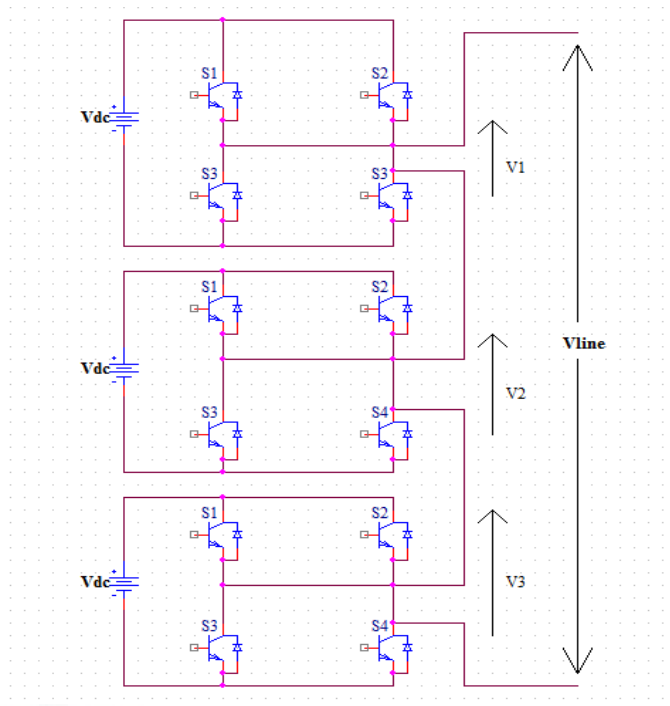 S1 S2
Vdc
S3 S3 V1
S1 S2
Vline
Vdc
V2
S3 S4
S1 S2
Vdc V3
S3 S4